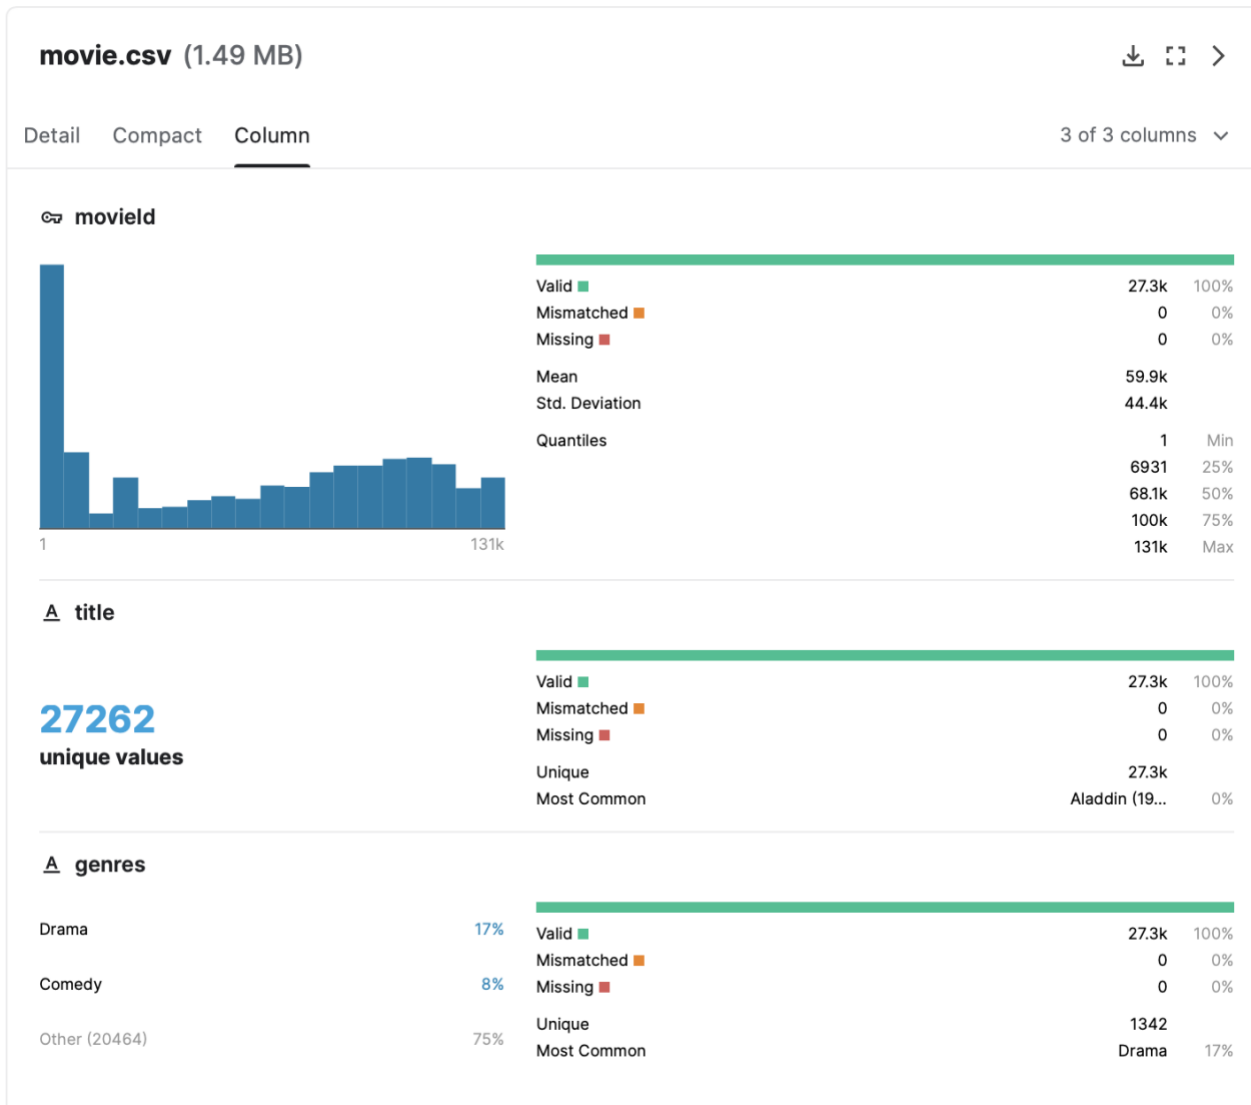 movie.csv (1.49 MB)
Detail Compact Column 3 of 3 columns
movieId
1 131k
Valid 27.3k 100%
Mismatched 0 0%
Missing 0 0%
Mean 59.9k
Std. Deviation 44.4k
Quantiles 1 Min
6931 25%
68.1k 50%
100k 75%
131k Max
A title
27262
unique values
Valid 27.3k 100%
Mismatched 0 0%
Missing 0 0%
Unique 27.3k
Most Common Aladdin (19... 0%
A genres
Drama 17%
Comedy 8%
Other (20464) 75%
Valid 27.3k 100%
Mismatched 0 0%
Missing 0 0%
Unique 1342
Most Common Drama 17%